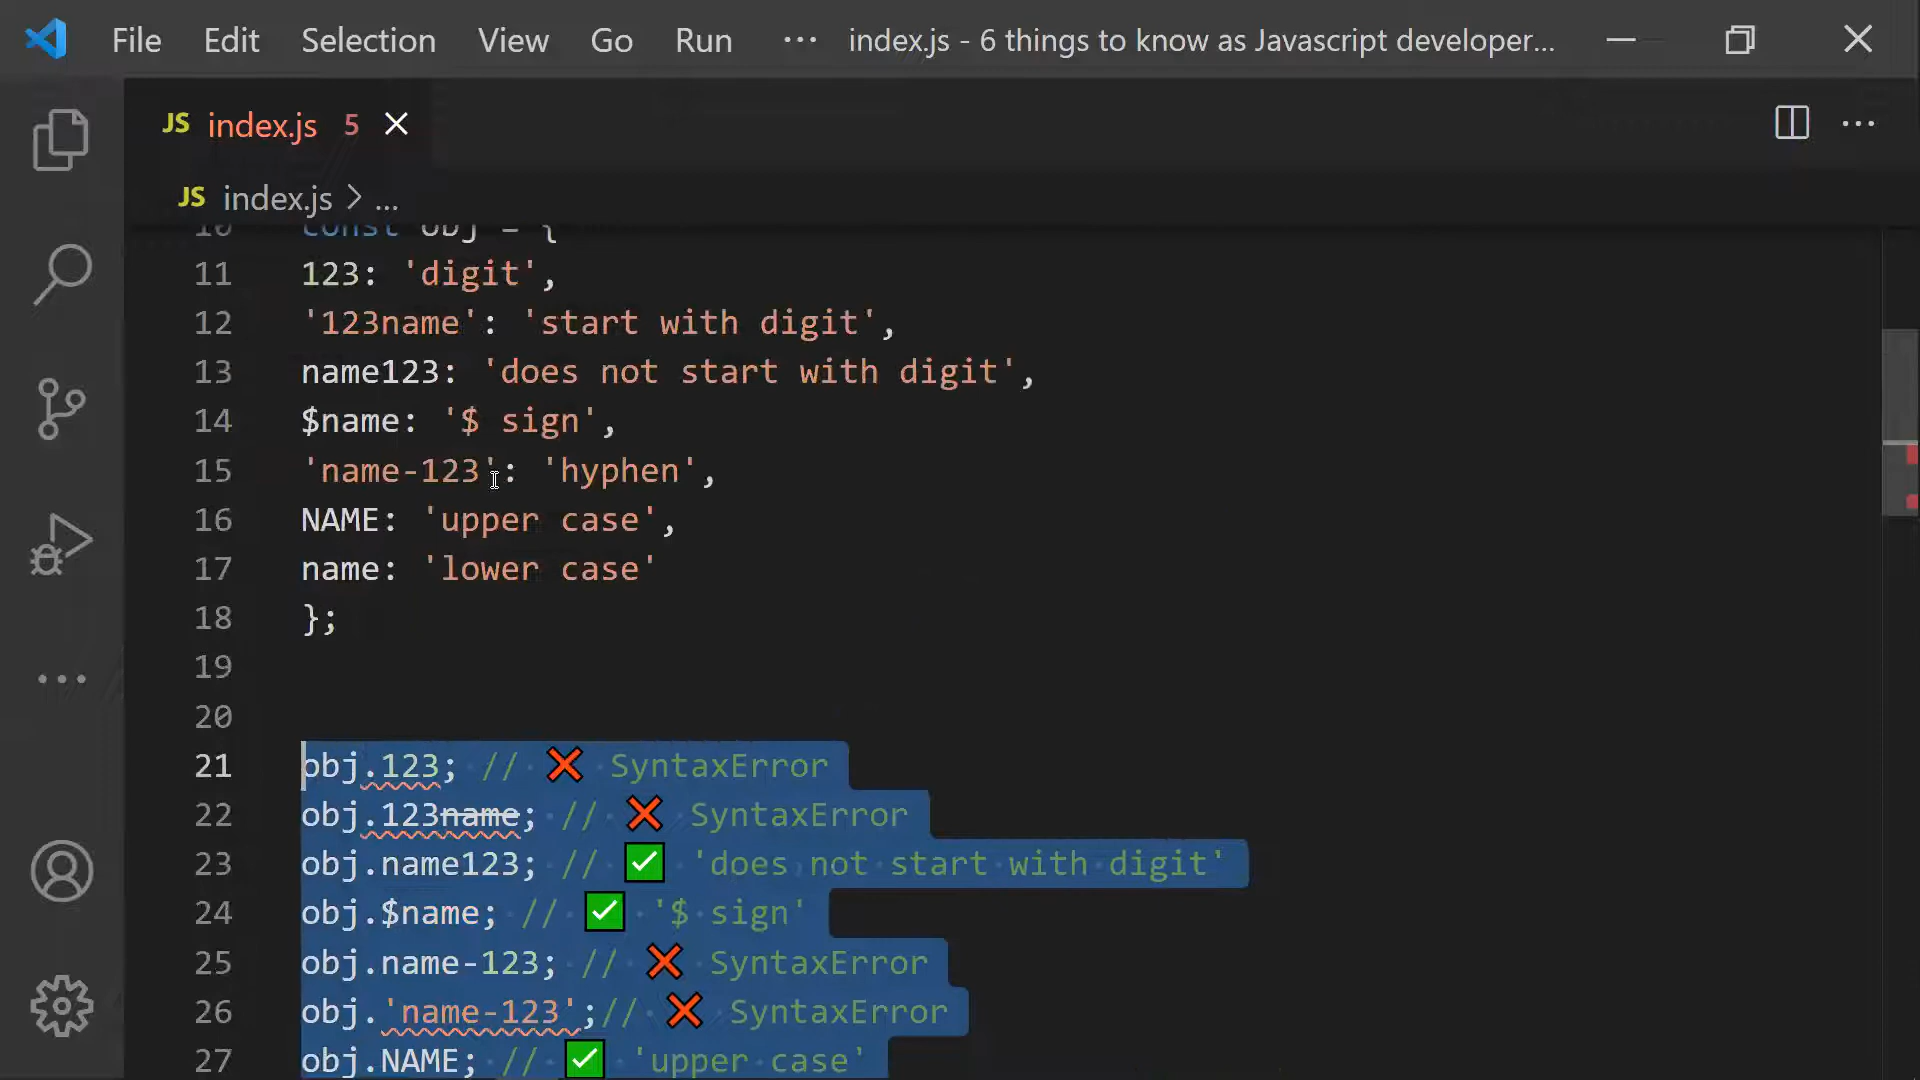 File Edit Selection View Go Run ··· index.js - 6 things to know as Javascript developer...
JS index.js 5
JS index.js > ...
10 const obj = {
11 123: 'digit',
12 '123name': 'start with digit',
13 name123: 'does not start with digit',
14 $name: '$ sign',
15 'name-123': 'hyphen',
16 NAME: 'upper case',
17 name: 'lower case'
18 };
19
20
21 obj.123; // ❌ SyntaxError
22 obj.123name; // ❌ SyntaxError
23 obj.name123; // ✅ 'does not start with digit'
24 obj.$name; // ✅ '$ sign'
25 obj.name-123; // ❌ SyntaxError
26 obj.'name-123';// ❌ SyntaxError
27 obj.NAME; // ✅ 'upper case'